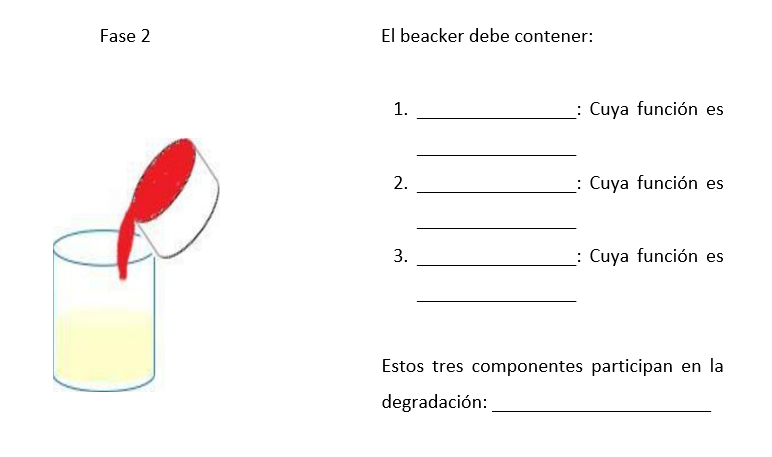 Fase 2
El beacker debe contener:
1. ________________: Cuya función es
________________
2. ________________: Cuya función es
________________
3. ________________: Cuya función es
________________
Estos tres componentes participan en la
degradación: ______________________